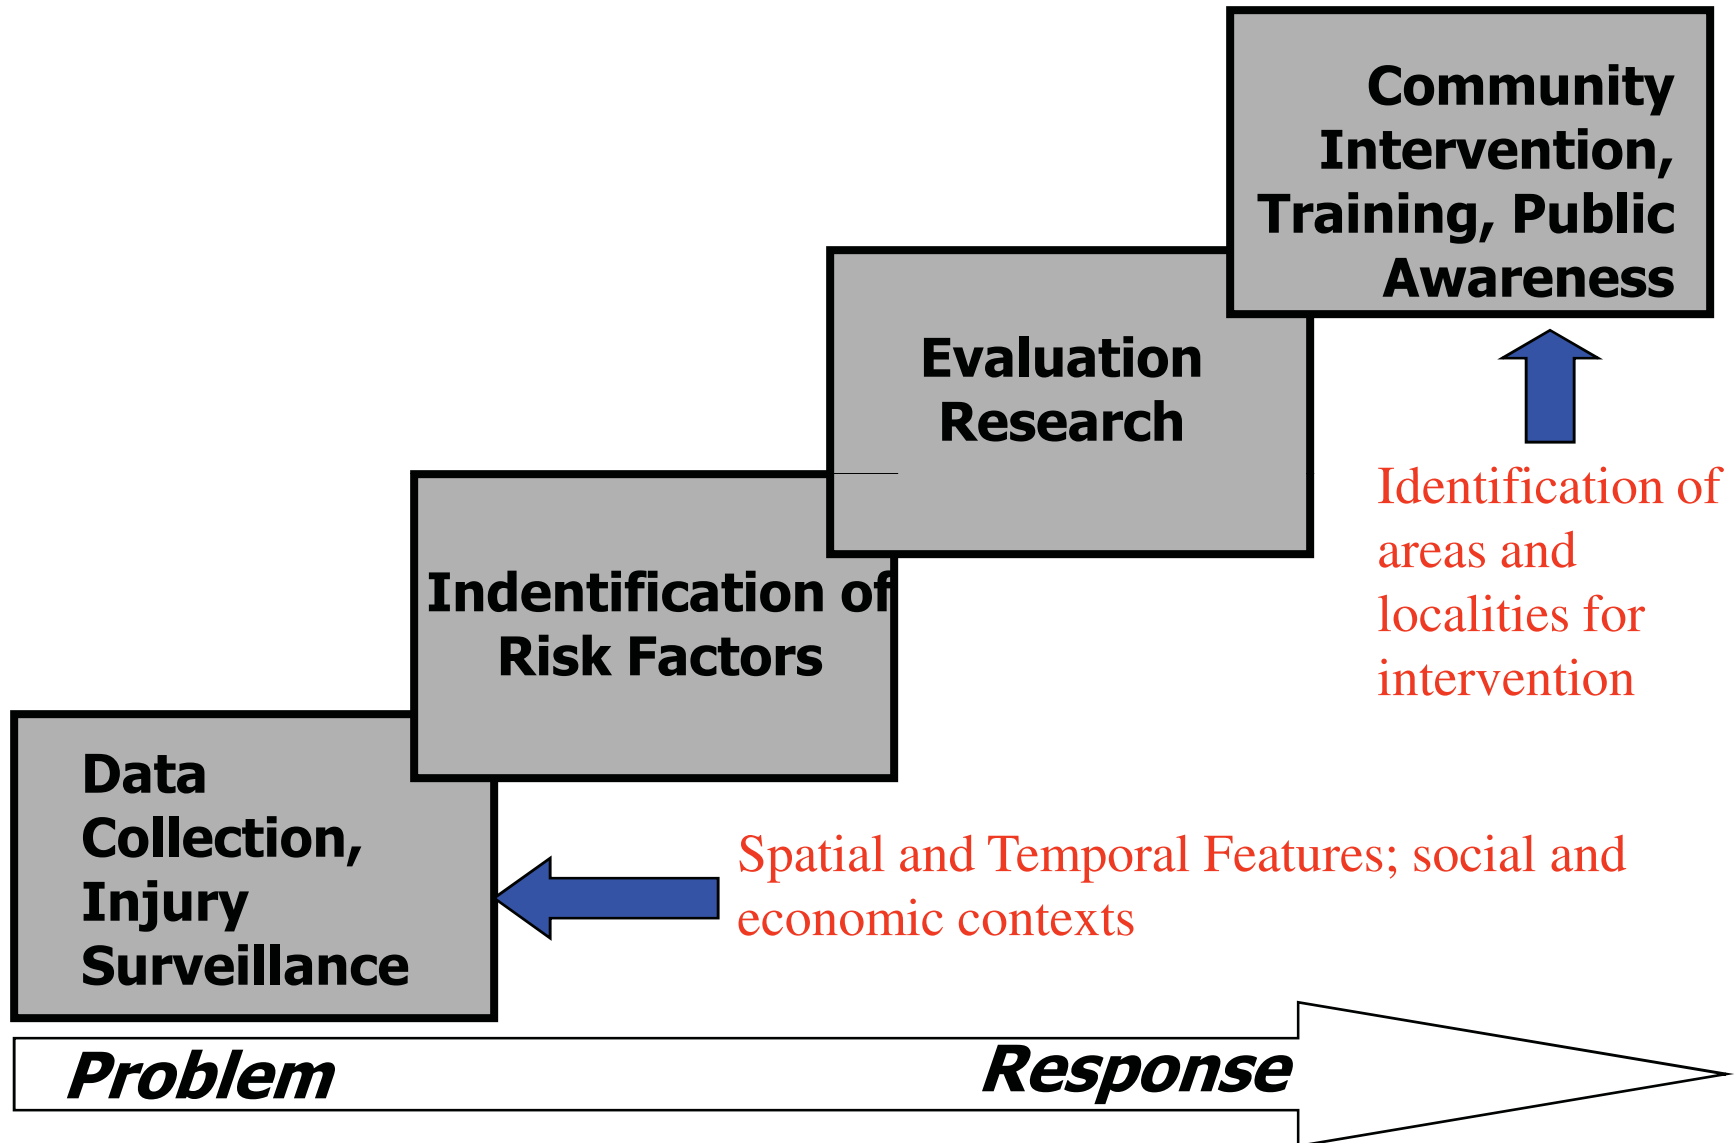 Community
Intervention,
Training, Public
Awareness
Evaluation
Research
Identification of
areas and
localities for
intervention
Indentification of
Risk Factors
Data
Collection,
Injury
Surveillance
Spatial and Temporal Features; social and
economic contexts
Problem
Response